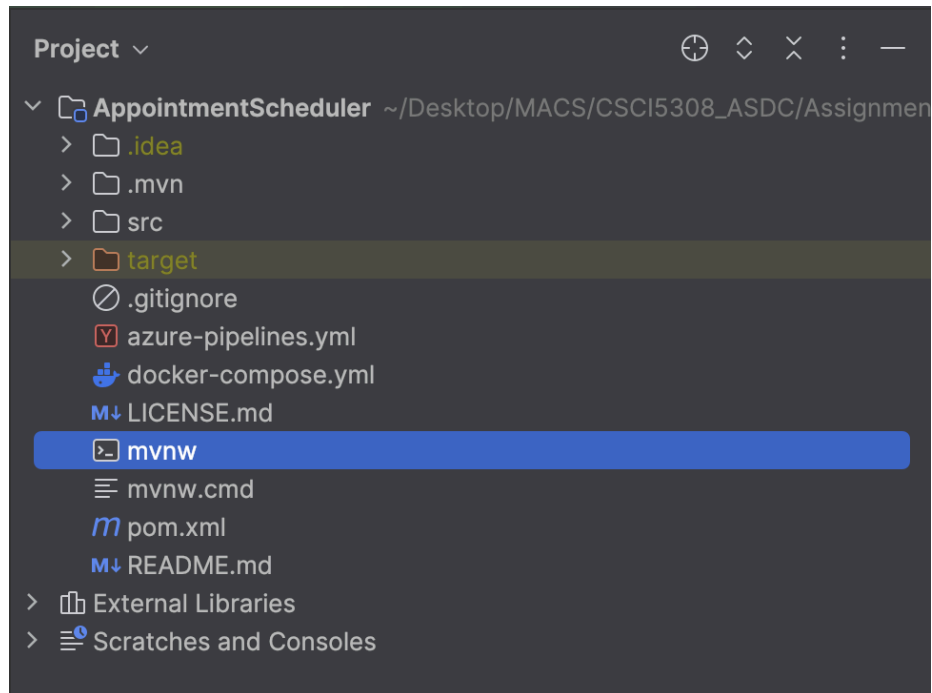 Project
AppointmentScheduler ~/Desktop/MACS/CSCI5308_ASDC/Assignmen
.idea
.mvn
src
target
.gitignore
Y azure-pipelines.yml
docker-compose.yml
M↓ LICENSE.md
mvnw
mvnw.cmd
m pom.xml
M↓ README.md
External Libraries
Scratches and Consoles